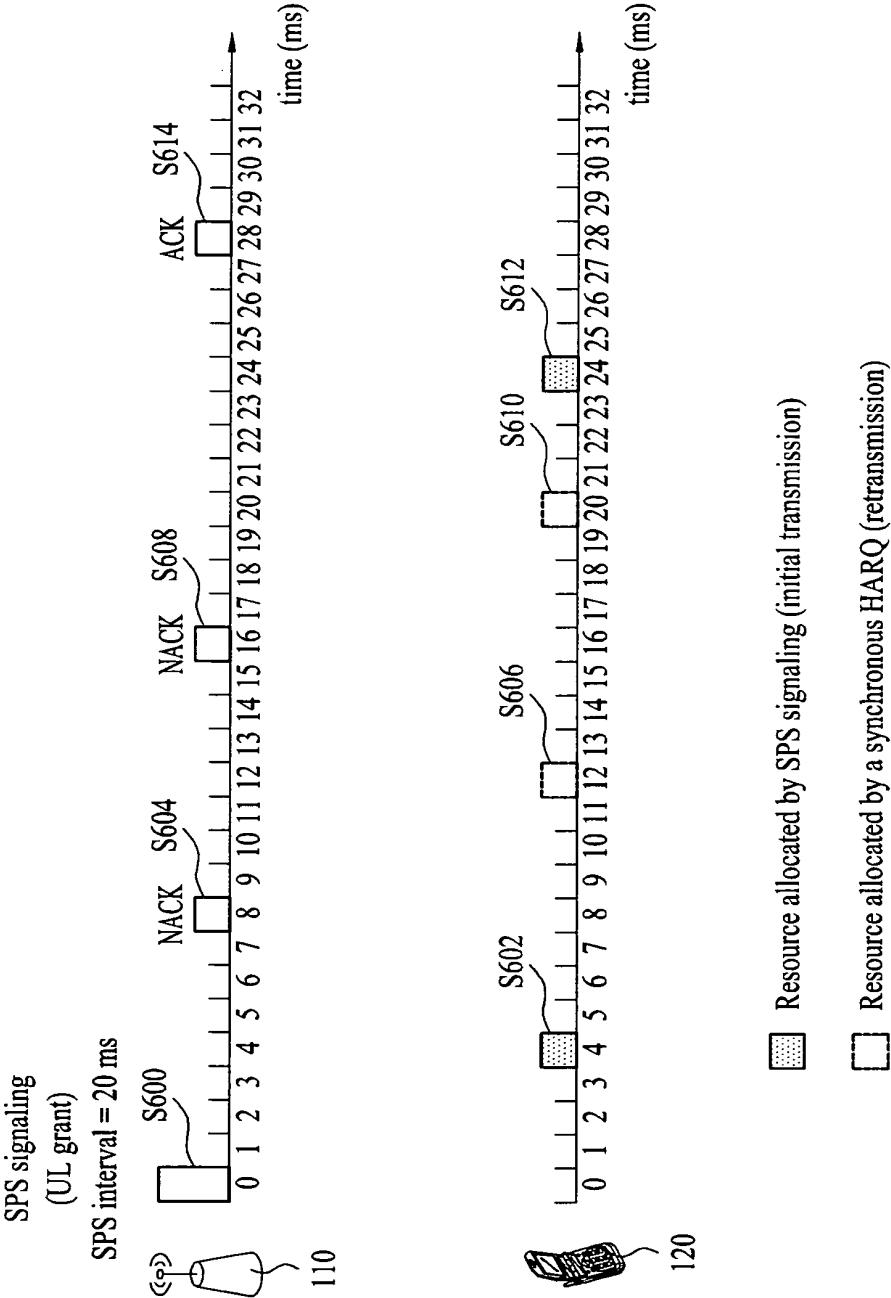 SPS signaling
(UL grant)
SPS interval = 20 ms
S600
NACK
S604
NACK
S608
ACK
S614
0 1 2 3 4 5 6 7 8 9 10 11 12 13 14 15 16 17 18 19 20 21 22 23 24 25 26 27 28 29 30 31 32
time (ms)
110
S602
S606
S610
S612
0 1 2 3 4 5 6 7 8 9 10 11 12 13 14 15 16 17 18 19 20 21 22 23 24 25 26 27 28 29 30 31 32
time (ms)
120
Resource allocated by SPS signaling (initial transmission)
Resource allocated by a synchronous HARQ (retransmission)